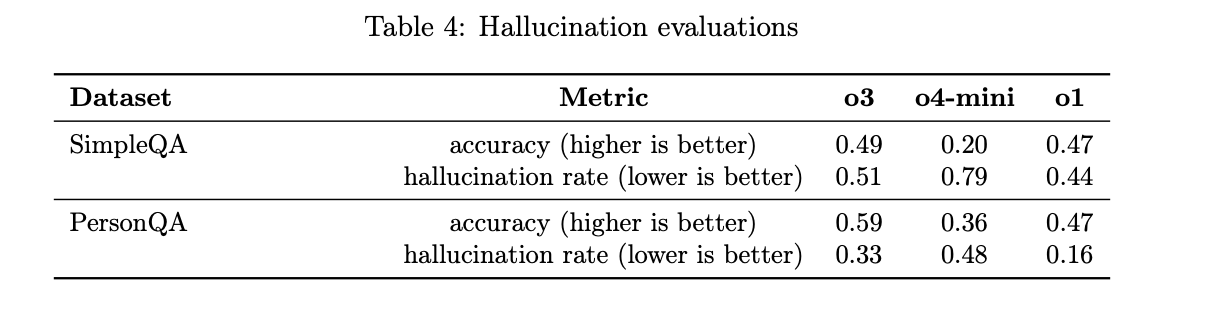 Table 4: Hallucination evaluations
Dataset Metric o3 o4-mini o1
SimpleQA accuracy (higher is better) 0.49 0.20 0.47
hallucination rate (lower is better) 0.51 0.79 0.44
PersonQA accuracy (higher is better) 0.59 0.36 0.47
hallucination rate (lower is better) 0.33 0.48 0.16